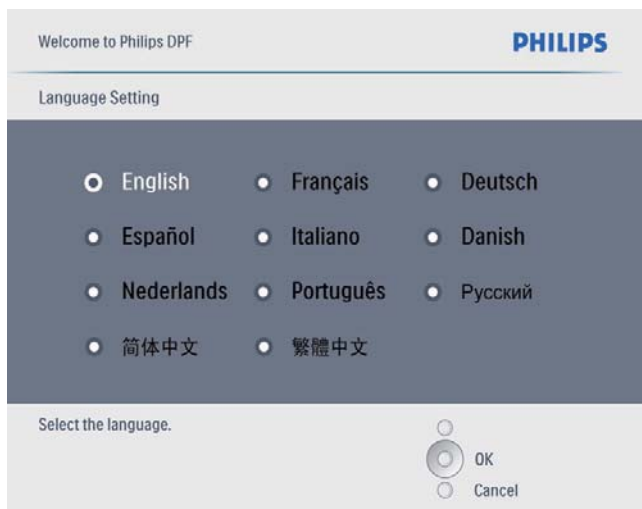 Welcome to Philips DPF
PHILIPS
Language Setting
English Français Deutsch
Español Italiano Danish
Nederlands Português Русский
简体中文 繁體中文
Select the language.
OK
Cancel